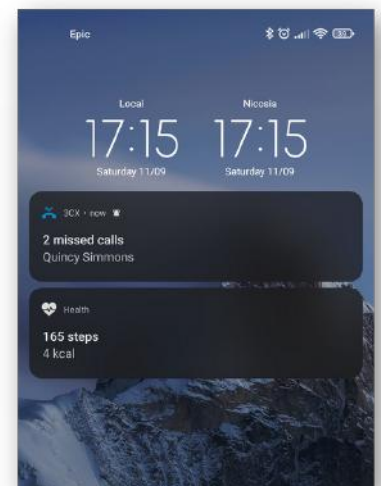 Epic
Local Nicosia
17:15 17:15
Saturday 11/09 Saturday 11/09
3CX • now
2 missed calls
Quincy Simmons
Health
165 steps
4 kcal